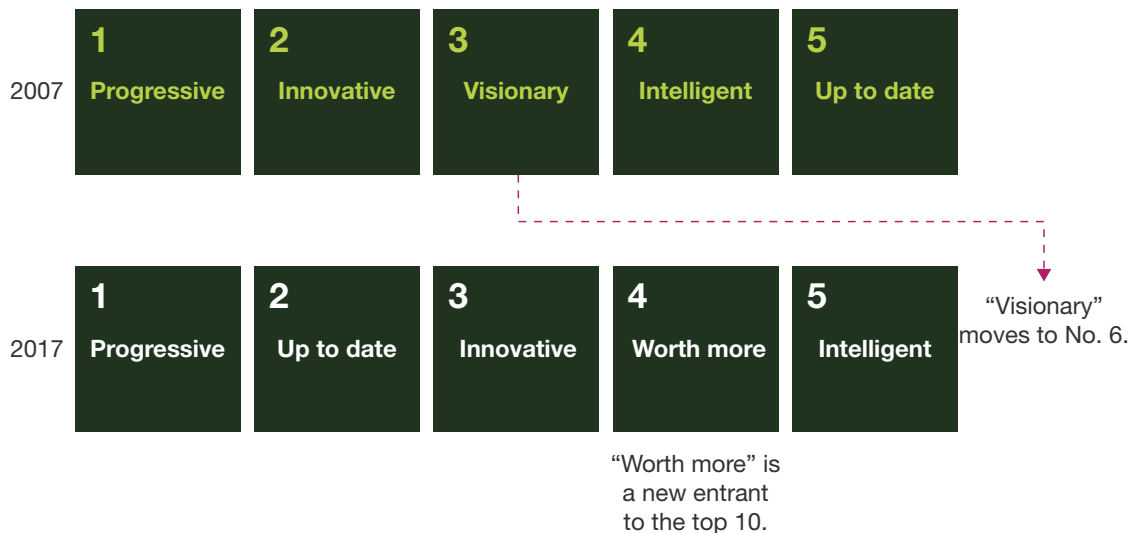 1 2 3 4 5
2007 Progressive Innovative Visionary Intelligent Up to date
1 2 3 4 5
2017 Progressive Up to date Innovative Worth more Intelligent
“Visionary”
moves to No. 6.
“Worth more” is
a new entrant
to the top 10.